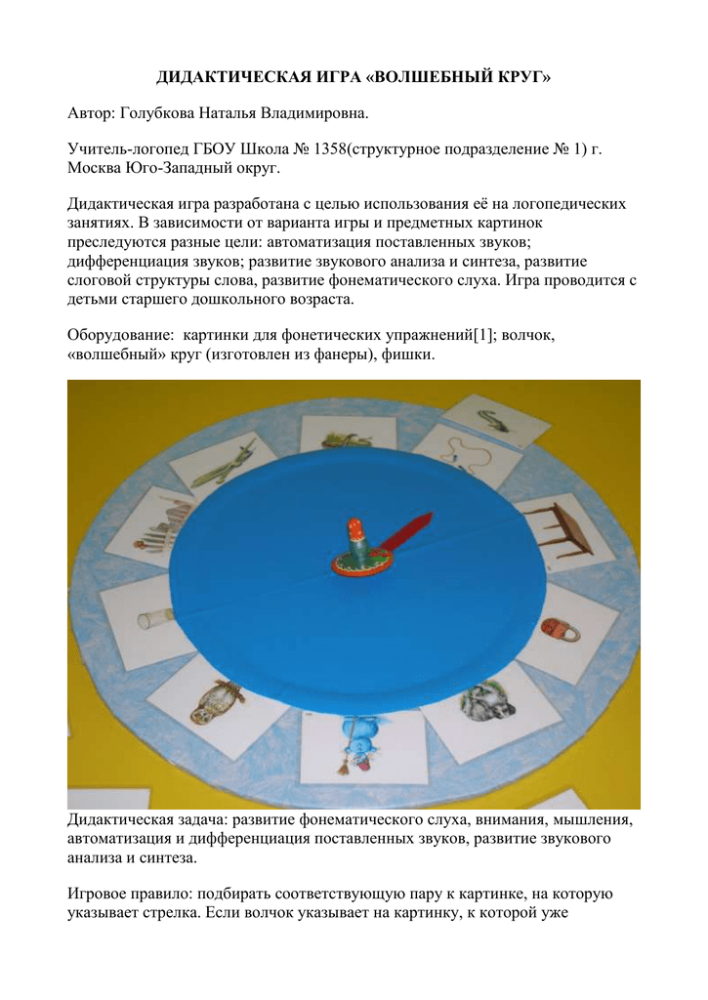 ДИДАКТИЧЕСКАЯ ИГРА «ВОЛШЕБНЫЙ КРУГ»
Автор: Голубкова Наталья Владимировна.
Учитель-логопед ГБОУ Школа № 1358(структурное подразделение № 1) г.
Москва Юго-Западный округ.
Дидактическая игра разработана с целью использования её на логопедических
занятиях. В зависимости от варианта игры и предметных картинок
преследуются разные цели: автоматизация поставленных звуков;
дифференциация звуков; развитие звукового анализа и синтеза, развитие
слоговой структуры слова, развитие фонематического слуха. Игра проводится с
детьми старшего дошкольного возраста.
Оборудование:  картинки для фонетических упражнений[1]; волчок,
«волшебный» круг (изготовлен из фанеры), фишки.
Дидактическая задача: развитие фонематического слуха, внимания, мышления,
автоматизация и дифференциация поставленных звуков, развитие звукового
анализа и синтеза.
Игровое правило: подбирать соответствующую пару к картинке, на которую
указывает стрелка. Если волчок указывает на картинку, к которой уже